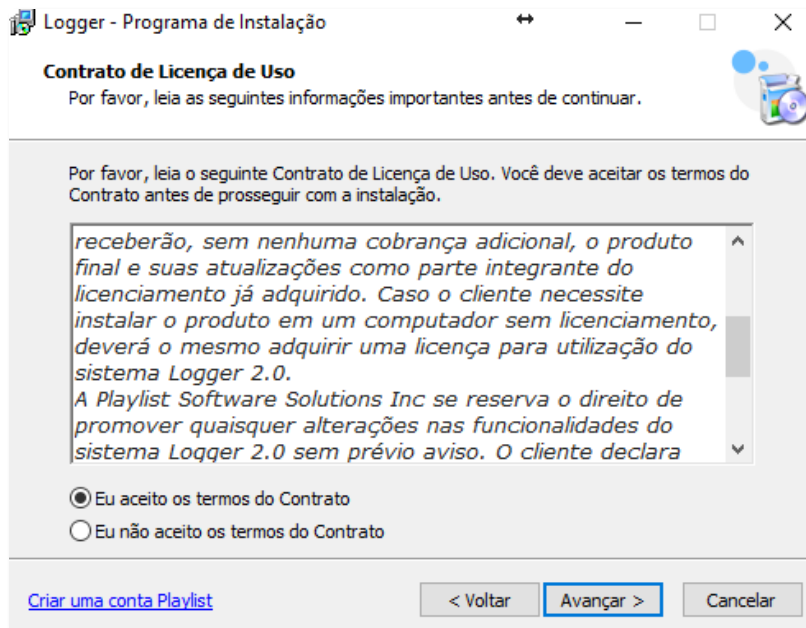 Logger - Programa de Instalação
Contrato de Licença de Uso
Por favor, leia as seguintes informações importantes antes de continuar.
Por favor, leia o seguinte Contrato de Licença de Uso. Você deve aceitar os termos do
Contrato antes de prosseguir com a instalação.
receberão, sem nenhuma cobrança adicional, o produto
final e suas atualizações como parte integrante do
licenciamento já adquirido. Caso o cliente necessite
instalar o produto em um computador sem licenciamento,
deverá o mesmo adquirir uma licença para utilização do
sistema Logger 2.0.
A Playlist Software Solutions Inc se reserva o direito de
promover quaisquer alterações nas funcionalidades do
sistema Logger 2.0 sem prévio aviso. O cliente declara
Eu aceito os termos do Contrato
Eu não aceito os termos do Contrato
Criar uma conta Playlist
< Voltar
Avançar >
Cancelar